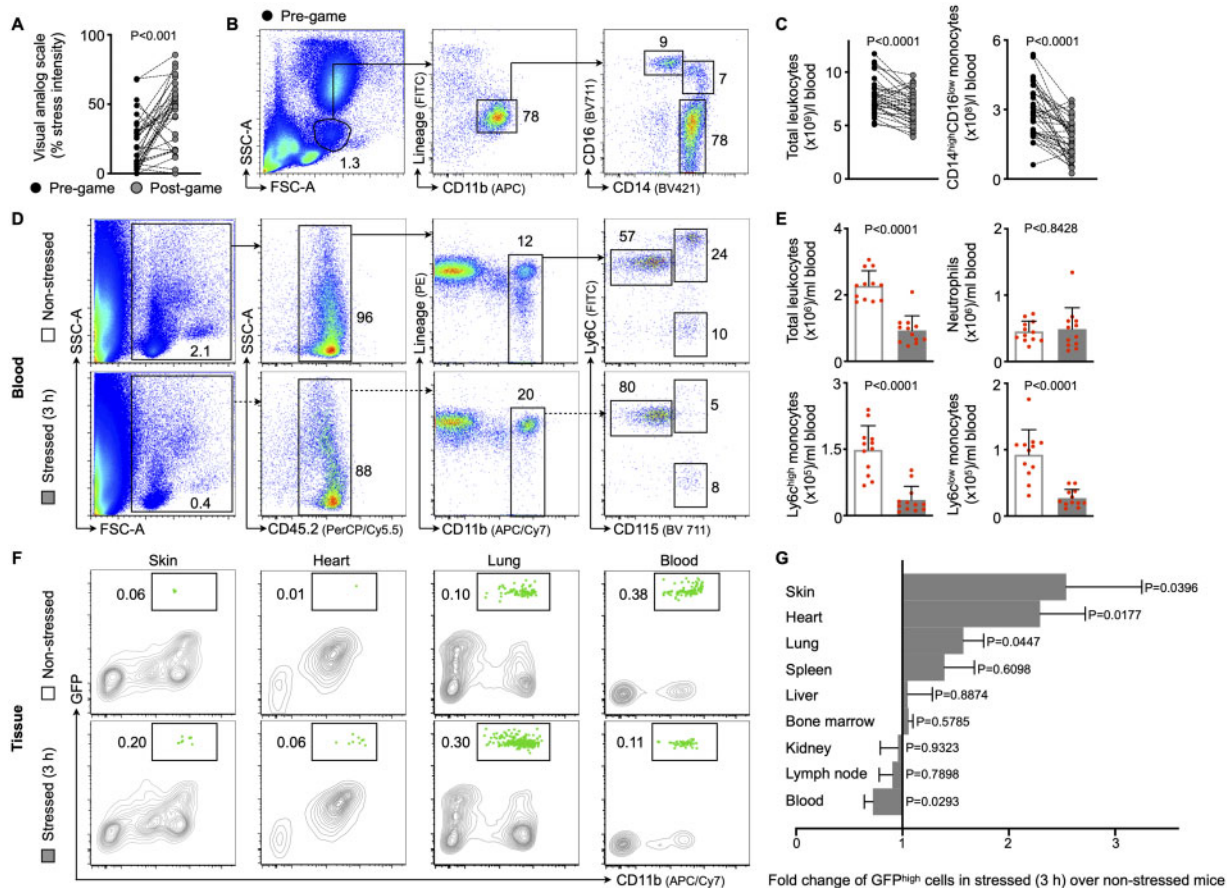 A
P<0.001
100
50
0
Visual analog scale
(% stress intensity)
Pre-game
Post-game
B
Pre-game
SSC-A
FSC-A
1.3
Lineage (FITC)
CD11b (APC)
78
CD16 (BV711)
CD14 (BV421)
9
7
78
C
P<0.0001
15
10
5
0
Total leukocytes
(x10⁹)/l blood
P<0.0001
6
3
0
CD14highCD16low monocytes
(x10⁸)/l blood
D
Blood
Non-stressed
Stressed (3 h)
SSC-A
2.1
SSC-A
96
Lineage (PE)
12
Ly6C (FITC)
57
24
10
0.4
88
20
80
5
8
FSC-A
CD45.2 (PerCP/Cy5.5)
CD11b (APC/Cy7)
CD115 (BV 711)
E
P<0.0001
4
2
0
Total leukocytes
(x10⁶)/ml blood
P<0.8428
2
1
0
Neutrophils
(x10⁶)/ml blood
P<0.0001
3
1.5
0
Ly6chigh monocytes
(x10⁵)/ml blood
P<0.0001
2
1
0
Ly6clow monocytes
(x10⁵)/ml blood
F
Skin
Heart
Lung
Blood
Tissue
Non-stressed
Stressed (3 h)
GFP
0.06
0.01
0.10
0.38
0.20
0.06
0.30
0.11
CD11b (APC/Cy7)
G
Skin
P=0.0396
Heart
P=0.0177
Lung
P=0.0447
Spleen
P=0.6098
Liver
P=0.8874
Bone marrow
P=0.5785
Kidney
P=0.9323
Lymph node
P=0.7898
Blood
P=0.0293
0
1
2
3
Fold change of GFPhigh cells in stressed (3 h) over non-stressed mice